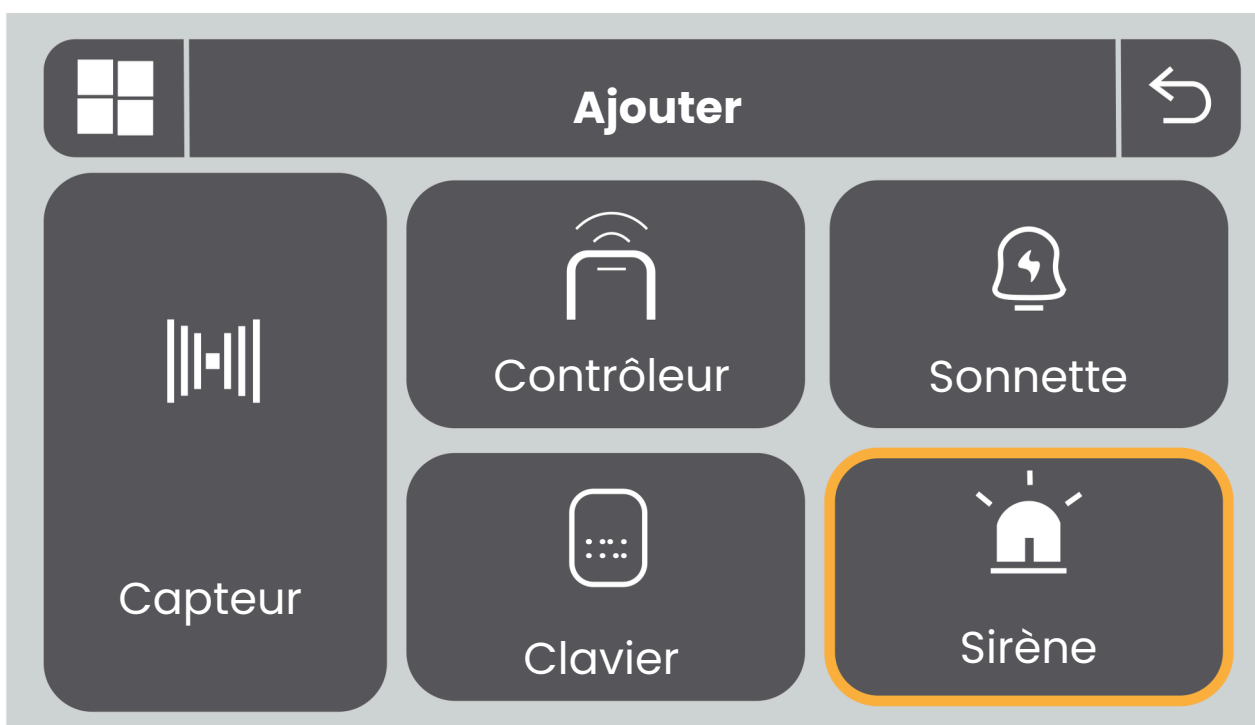 Ajouter
Contrôleur
Sonnette
Capteur
Clavier
Sirène